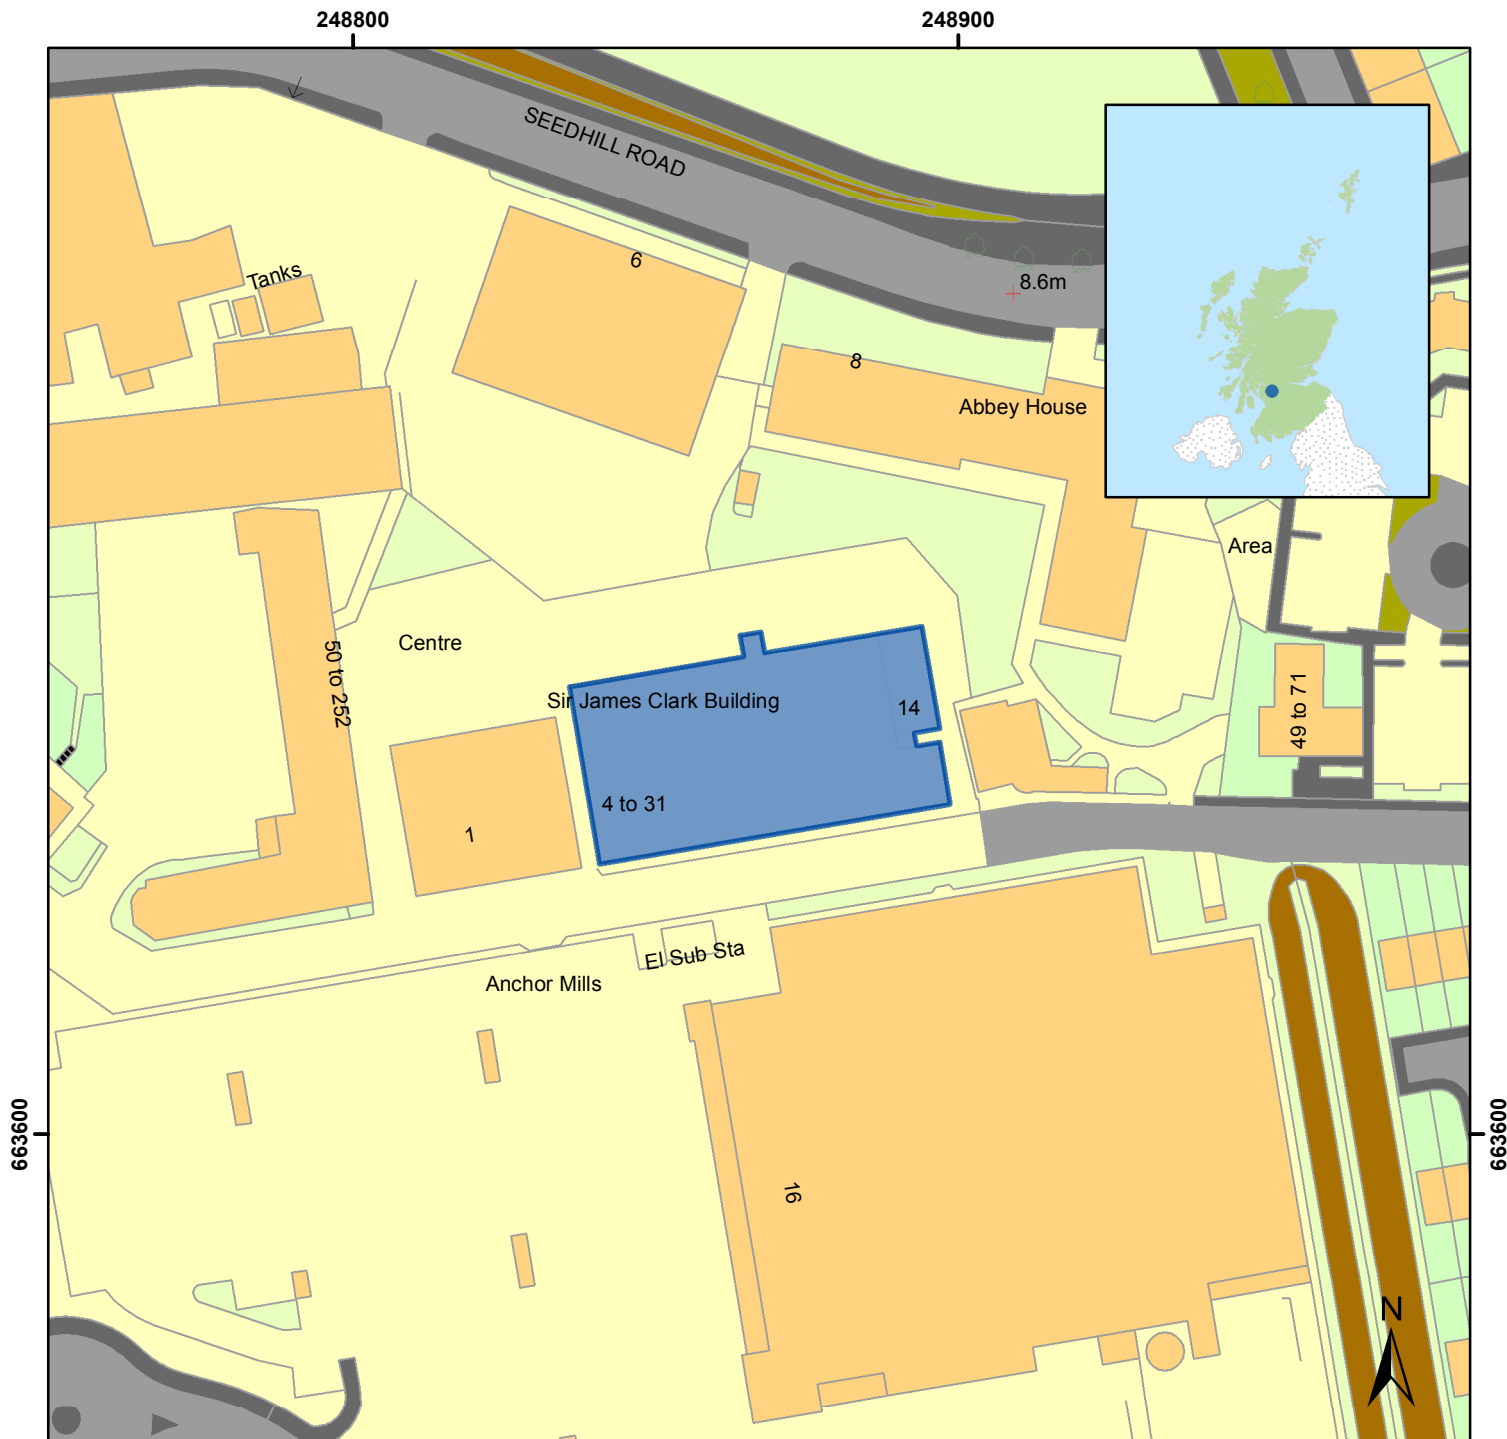 248800
248900
SEEDHILL ROAD
6
Tanks
8.6m
8
Abbey House
Area
Centre
50 to 252
Sir James Clark Building
14
49 to 71
4 to 31
1
El Sub Sta
Anchor Mills
663600
663600
16
N